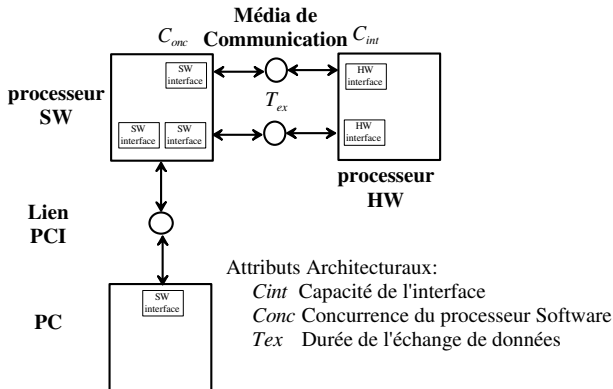 Média de
Communication
C_onc
C_int
SW
interface
HW
interface
processeur
SW
T_ex
SW
interface
SW
interface
HW
interface
processeur
HW
Lien
PCI
Attributs Architecturaux:
Cint Capacité de l'interface
Conc Concurrence du processeur Software
Tex Durée de l'échange de données
PC
SW
interface